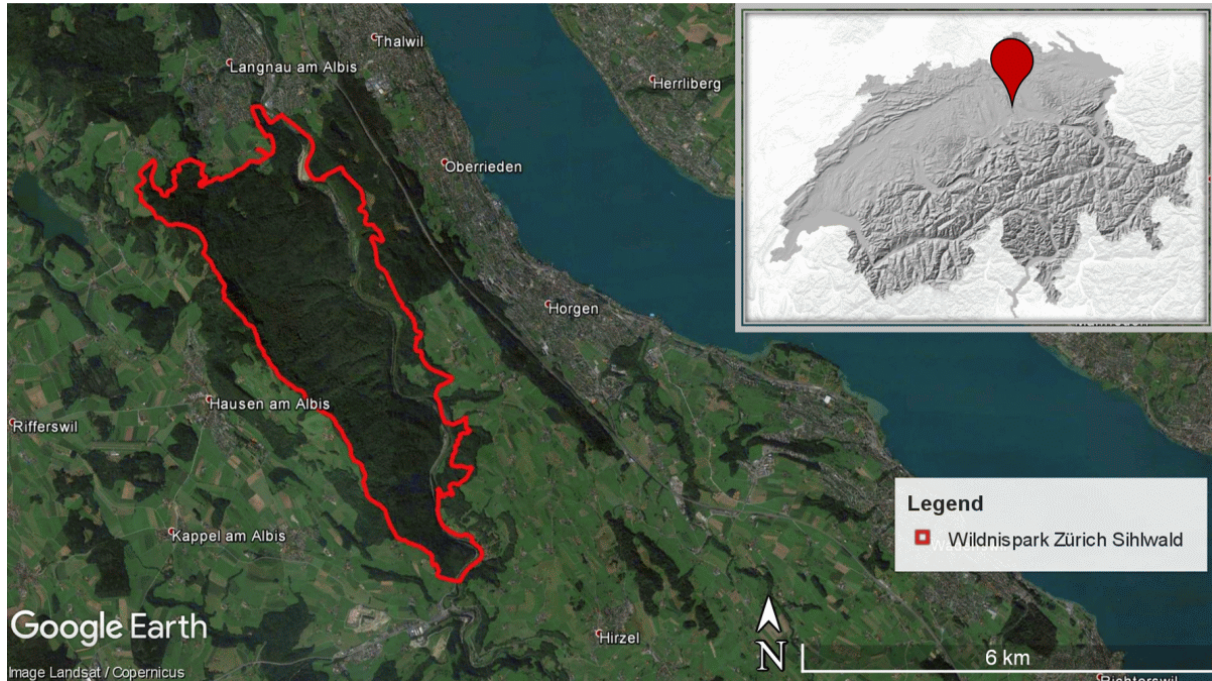 Thalwil
Langnau am Albis
Herrliberg
Oberrieden
Horgen
Hausen am Albis
Rifferswil
Legend
Wildnispark Zürich Sihlwald
Kappel am Albis
Google Earth
Hirzel
N
6 km
Image Landsat / Copernicus